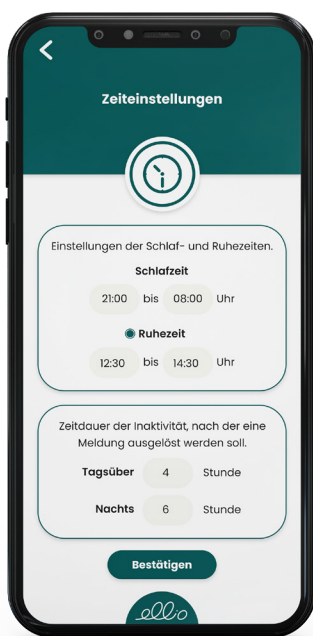 Zeiteinstellungen
Einstellungen der Schlaf- und Ruhezeiten.
Schlafzeit
21:00 bis 08:00 Uhr
Ruhezeit
12:30 bis 14:30 Uhr
Zeitdauer der Inaktivität, nach der eine
Meldung ausgelöst werden soll.
Tagsüber 4 Stunde
Nachts 6 Stunde
Bestätigen
ellio